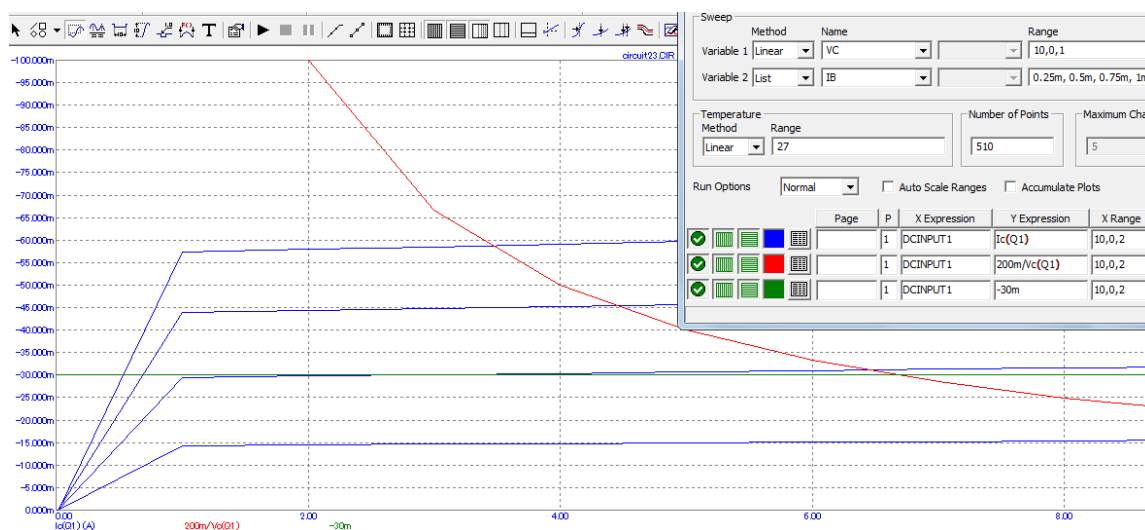 T
circuit23.DIR
-100.000m
-95.000m
-90.000m
-85.000m
-80.000m
-75.000m
-70.000m
-65.000m
-60.000m
-55.000m
-50.000m
-45.000m
-40.000m
-35.000m
-30.000m
-25.000m
-20.000m
-15.000m
-10.000m
-5.000m
0.000m
0.00 2.00 4.00 6.00 8.00
Ic(Q1) (A) 200m/Vc(Q1) -30m
Sweep
Method Name Range
Variable 1 Linear VC 10,0,1
Variable 2 List IB 0.25m, 0.5m, 0.75m, 1m
Temperature Number of Points Maximum Cha
Method Range
Linear 27 510 5
Run Options Normal Auto Scale Ranges Accumulate Plots
Page P X Expression Y Expression X Range
1 DCINPUT1 Ic(Q1) 10,0,2
1 DCINPUT1 200m/Vc(Q1) 10,0,2
1 DCINPUT1 -30m 10,0,2